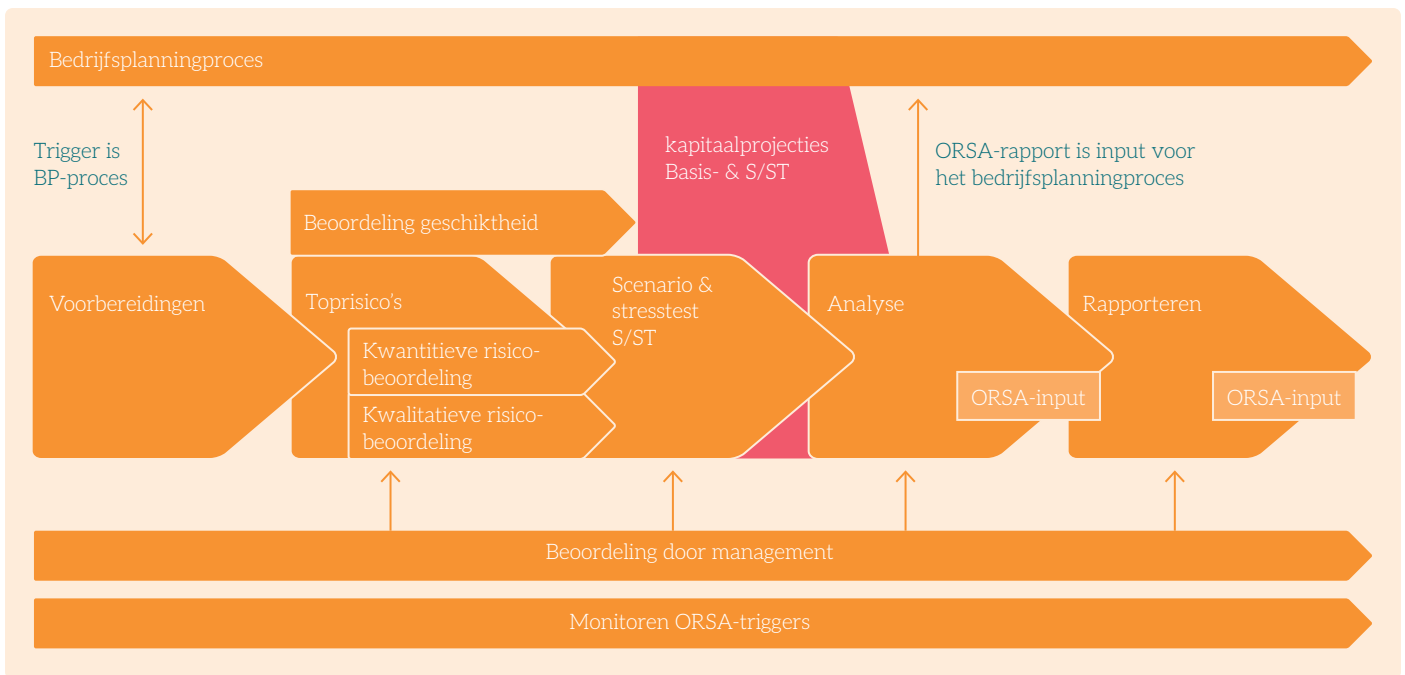 Bedrijfsplanningproces
Trigger is
BP-proces
kapitaalprojecties
Basis- & S/ST
ORSA-rapport is input voor
het bedrijfsplanningproces
Beoordeling geschiktheid
Voorbereidingen
Toprisico's
Kwantitieve risico-
beoordeling
Kwalitatieve risico-
beoordeling
Scenario &
stresstest
S/ST
Analyse
ORSA-input
Rapporteren
ORSA-input
Beoordeling door management
Monitoren ORSA-triggers